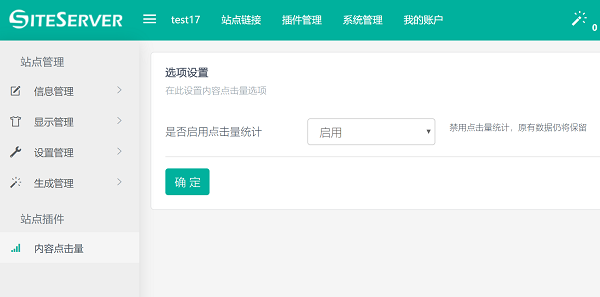 SITESERVER
test17 站点链接 插件管理 系统管理 我的账户 0
站点管理
信息管理
显示管理
设置管理
生成管理
站点插件
内容点击量
选项设置
在此设置内容点击量选项
是否启用点击量统计 启用 禁用点击量统计，原有数据仍将保留
确 定